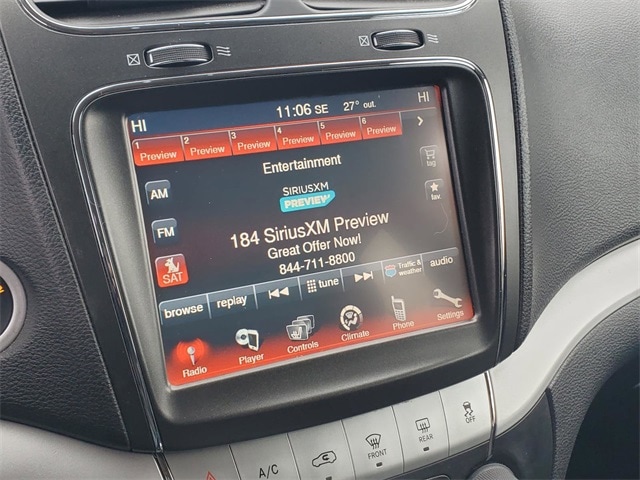 HI 11:06 SE 27° out. HI
1 2 3 4 5 6
Preview Preview Preview Preview Preview Preview >
Entertainment
AM
SIRIUSXM
PREVIEW
tag
fav.
FM
184 SiriusXM Preview
Great Offer Now!
844-711-8800
SAT
browse replay tune Traffic & weather audio
Radio Player Controls Climate Phone Settings
A/C FRONT REAR OFF